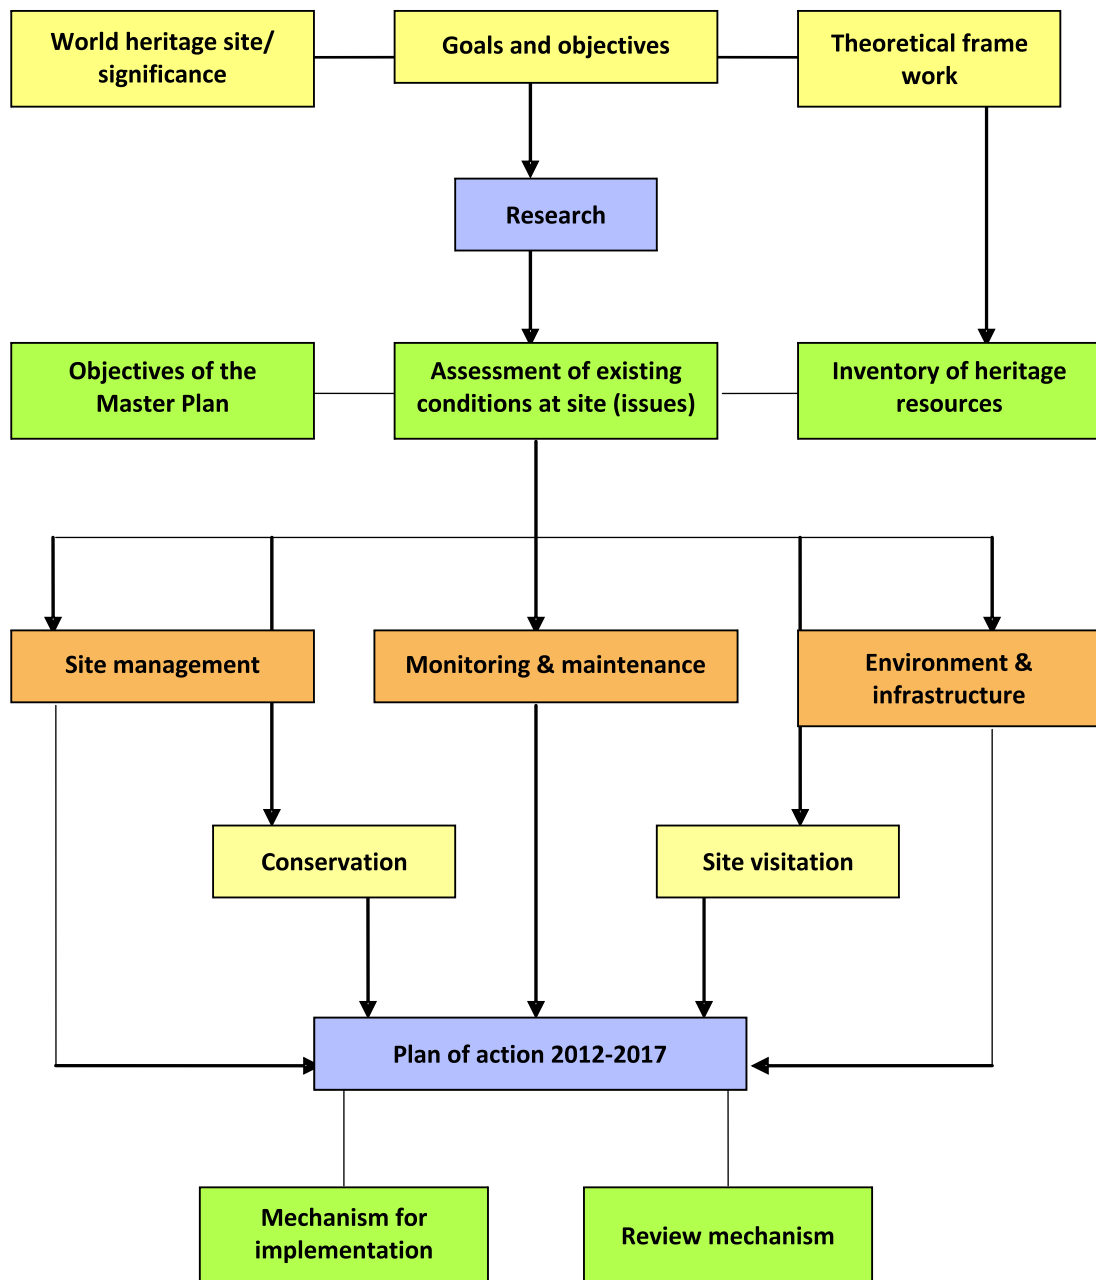 World heritage site/
significance
Goals and objectives
Theoretical frame
work
Research
Objectives of the
Master Plan
Assessment of existing
conditions at site (issues)
Inventory of heritage
resources
Site management
Monitoring & maintenance
Environment &
infrastructure
Conservation
Site visitation
Plan of action 2012-2017
Mechanism for
implementation
Review mechanism